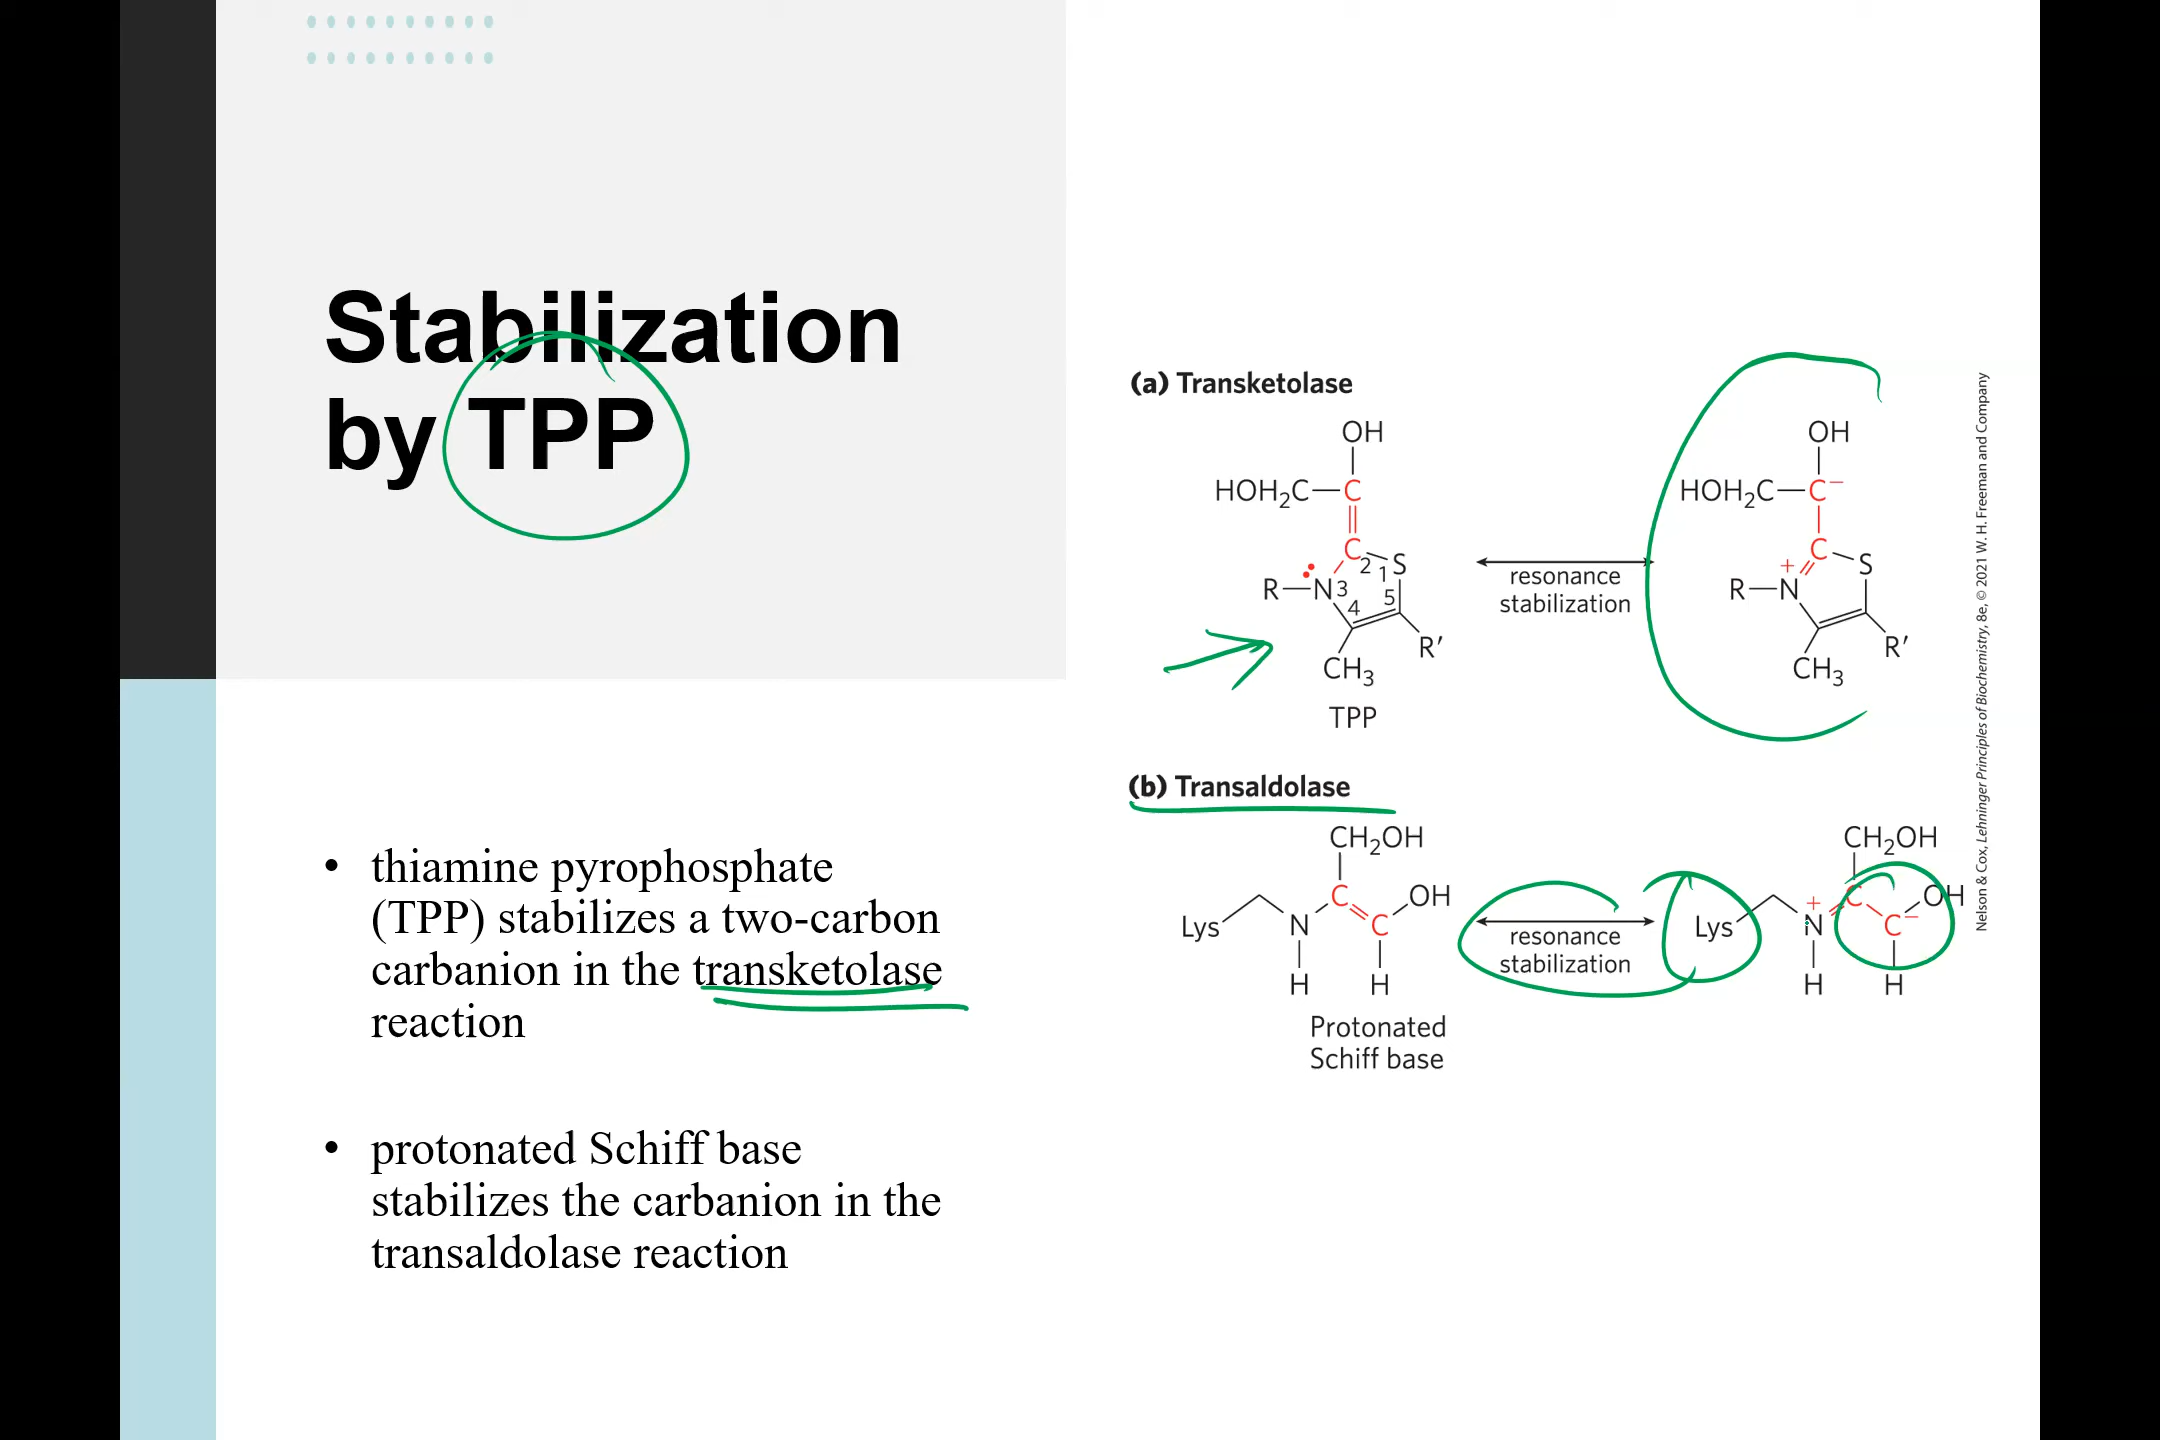 Stabilization
by TPP
• thiamine pyrophosphate
(TPP) stabilizes a two-carbon
carbanion in the transketolase
reaction
• protonated Schiff base
stabilizes the carbanion in the
transaldolase reaction
(a) Transketolase
OH
HOH₂C—C
C
2
S
1
R—N
3
4
5
R′
CH₃
TPP
resonance
stabilization
OH
HOH₂C—C⁻
C
S
+
R—N
R′
CH₃
(b) Transaldolase
CH₂OH
C
OH
Lys
N
C
H
H
Protonated
Schiff base
resonance
stabilization
CH₂OH
+
C
OH
Lys
N
C⁻
H
H
Nelson & Cox, Lehninger Principles of Biochemistry, 8e, © 2021 W. H. Freeman and Company